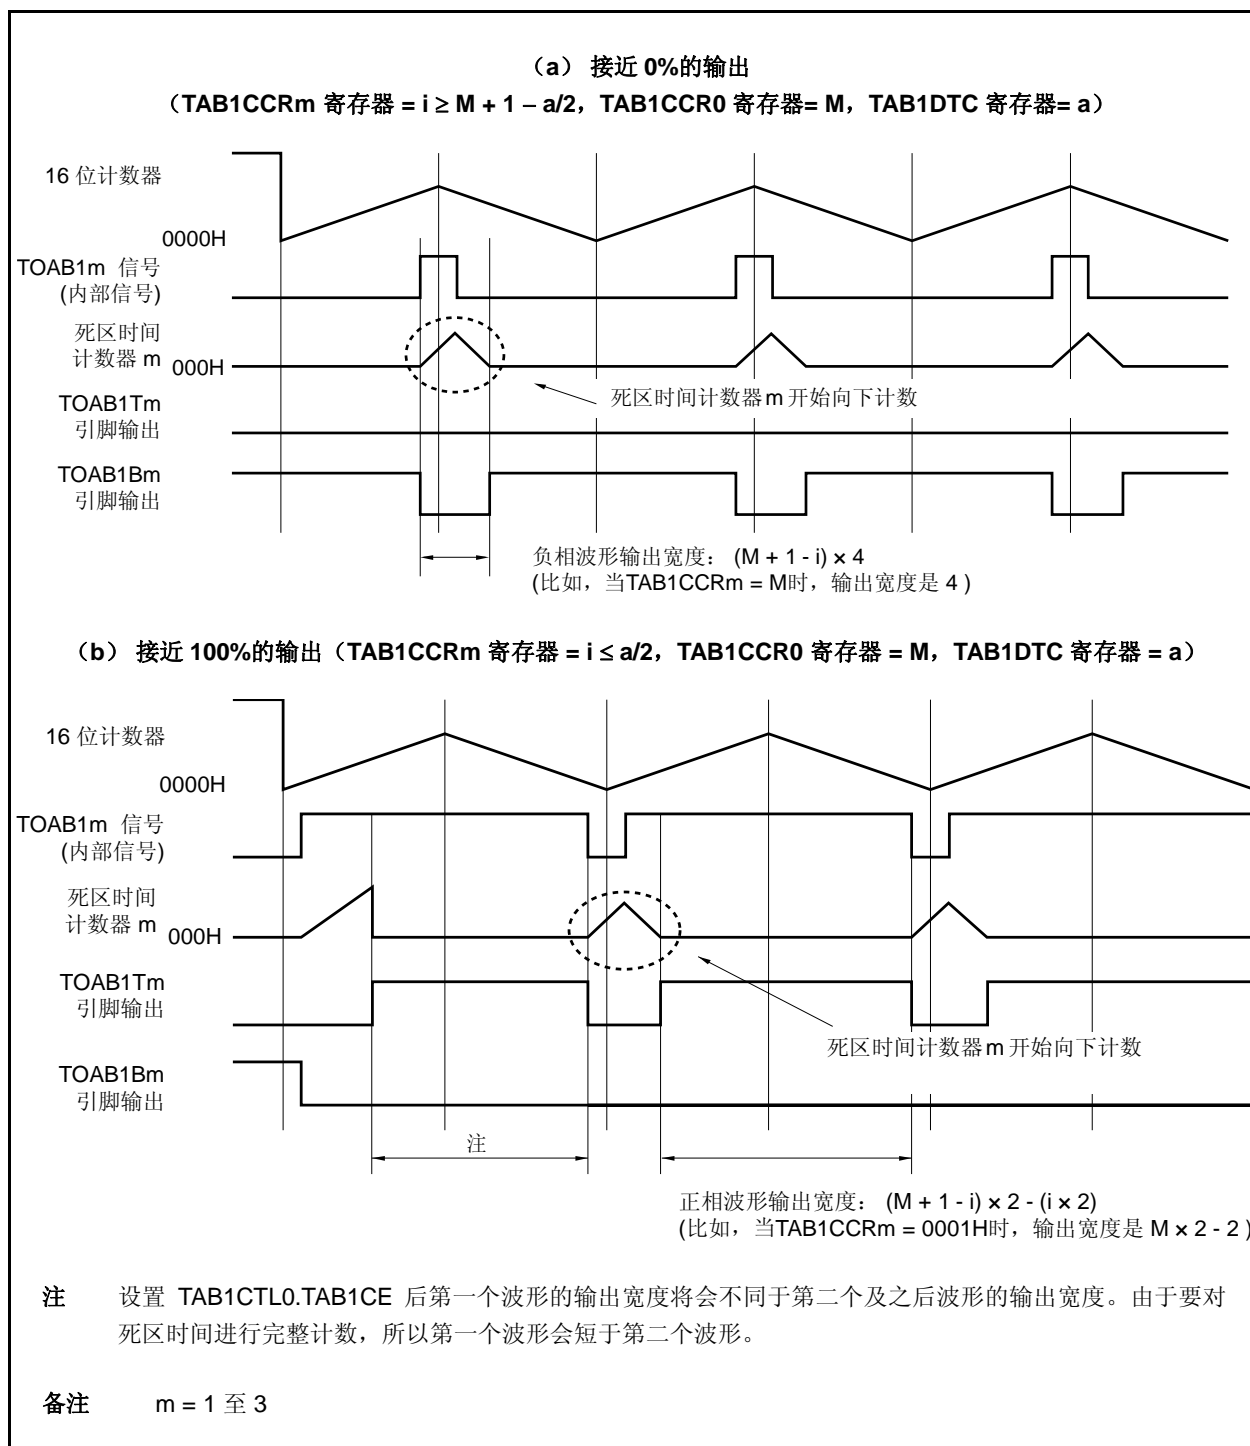 （a） 接近 0%的输出
（TAB1CCRm 寄存器 = i ≥ M + 1 – a/2，TAB1CCR0 寄存器= M，TAB1DTC 寄存器= a）
16 位计数器
0000H
TOAB1m 信号
(内部信号)
死区时间
计数器 m
000H
死区时间计数器 m 开始向下计数
TOAB1Tm
引脚输出
TOAB1Bm
引脚输出
负相波形输出宽度： (M + 1 - i) × 4
(比如，当TAB1CCRm = M时，输出宽度是 4 )
（b） 接近 100%的输出（TAB1CCRm 寄存器 = i ≤ a/2，TAB1CCR0 寄存器 = M，TAB1DTC 寄存器 = a）
16 位计数器
0000H
TOAB1m 信号
(内部信号)
死区时间
计数器 m
000H
TOAB1Tm
引脚输出
死区时间计数器 m 开始向下计数
TOAB1Bm
引脚输出
注
正相波形输出宽度： (M + 1 - i) × 2 - (i × 2)
(比如，当TAB1CCRm = 0001H时，输出宽度是 M × 2 - 2 )
注 设置 TAB1CTL0.TAB1CE 后第一个波形的输出宽度将会不同于第二个及之后波形的输出宽度。由于要对
死区时间进行完整计数，所以第一个波形会短于第二个波形。
备注 m = 1 至 3